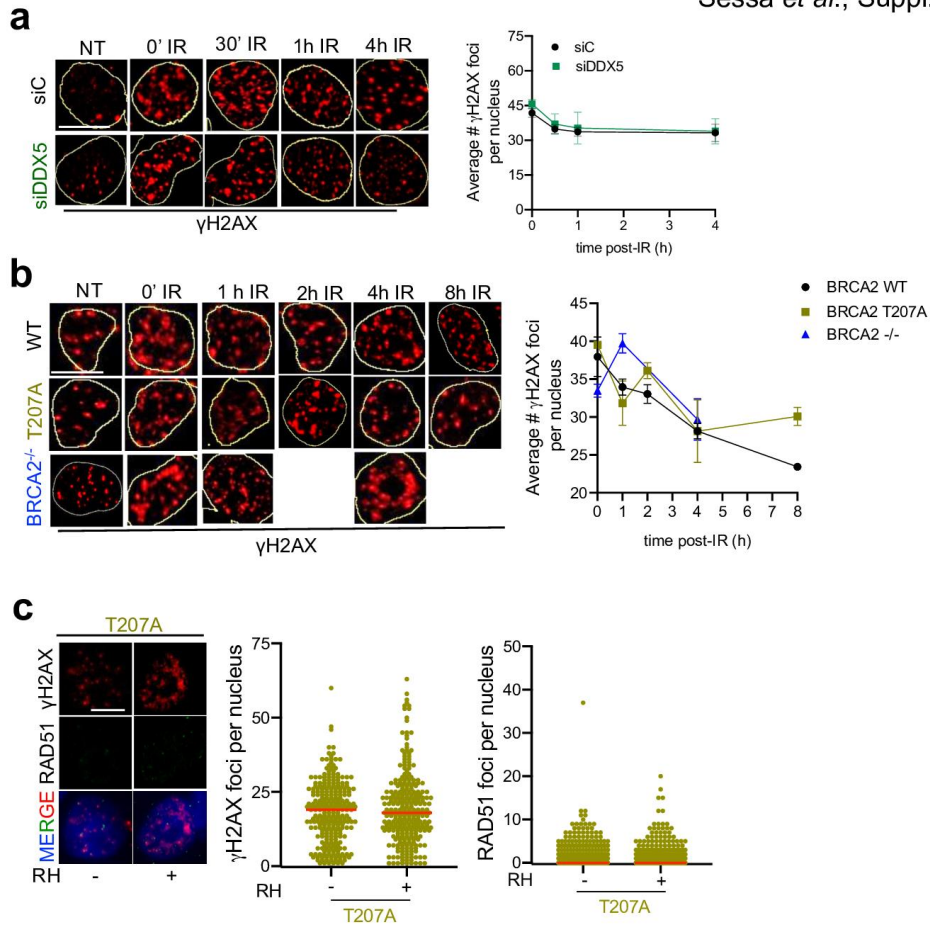 Sessa et al., Suppl.
a
NT 0’ IR 30’ IR 1h IR 4h IR
siC
siDDX5
γH2AX
Average # γH2AX foci
per nucleus
75
60
45
30
15
0
0 1 2 3 4
time post-IR (h)
siC
siDDX5
b
NT 0’ IR 1 h IR 2h IR 4h IR 8h IR
WT
T207A
BRCA2-/-
γH2AX
Average # γH2AX foci
per nucleus
45
40
35
30
25
20
0 1 2 3 4 5 6 7 8
time post-IR (h)
BRCA2 WT
BRCA2 T207A
BRCA2 -/-
c
T207A
γH2AX
RAD51
MERGE
RH - +
γH2AX foci per nucleus
75
50
25
0
RH - +
T207A
RAD51 foci per nucleus
50
40
30
20
10
0
RH - +
T207A